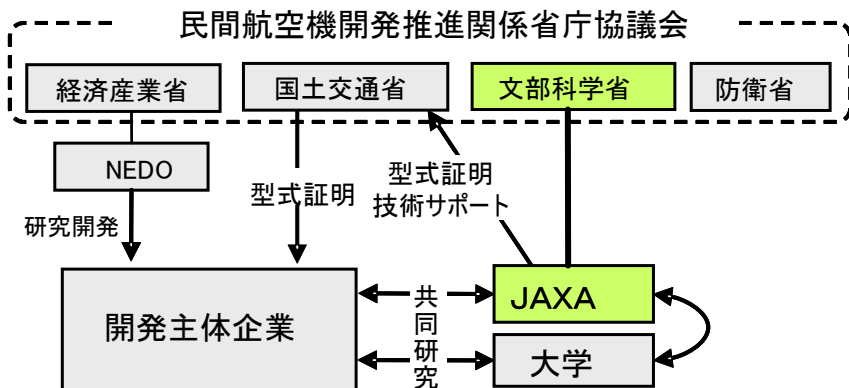 民間航空機開発推進関係省庁協議会
経済産業省
国土交通省
文部科学省
防衛省
NEDO
研究開発
型式証明
型式証明
技術サポート
開発主体企業
共同研究
JAXA
大学